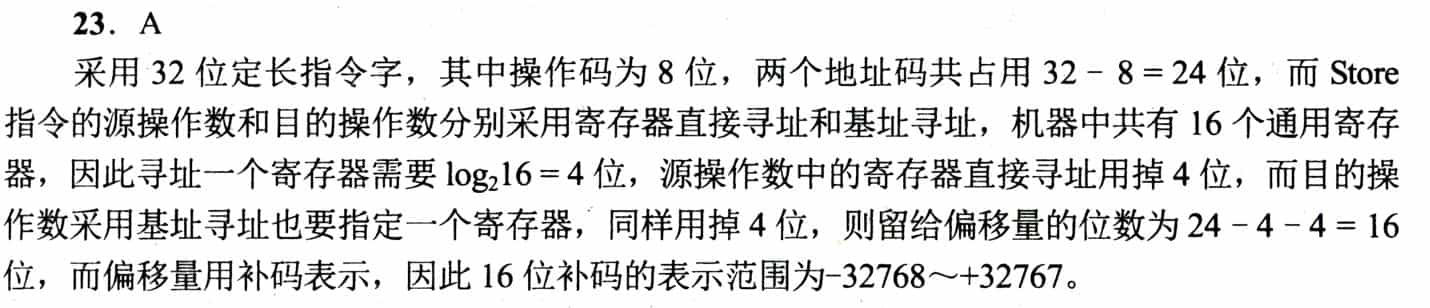 23．A
采用 32 位定长指令字，其中操作码为 8 位，两个地址码共占用 32 − 8 = 24 位，而 Store
指令的源操作数和目的操作数分别采用寄存器直接寻址和基址寻址，机器中共有 16 个通用寄存
器，因此寻址一个寄存器需要 log₂16 = 4 位，源操作数中的寄存器直接寻址用掉 4 位，而目的操
作数采用基址寻址也要指定一个寄存器，同样用掉 4 位，则留给偏移量的位数为 24 − 4 − 4 = 16
位，而偏移量用补码表示，因此 16 位补码的表示范围为−32768～+32767。